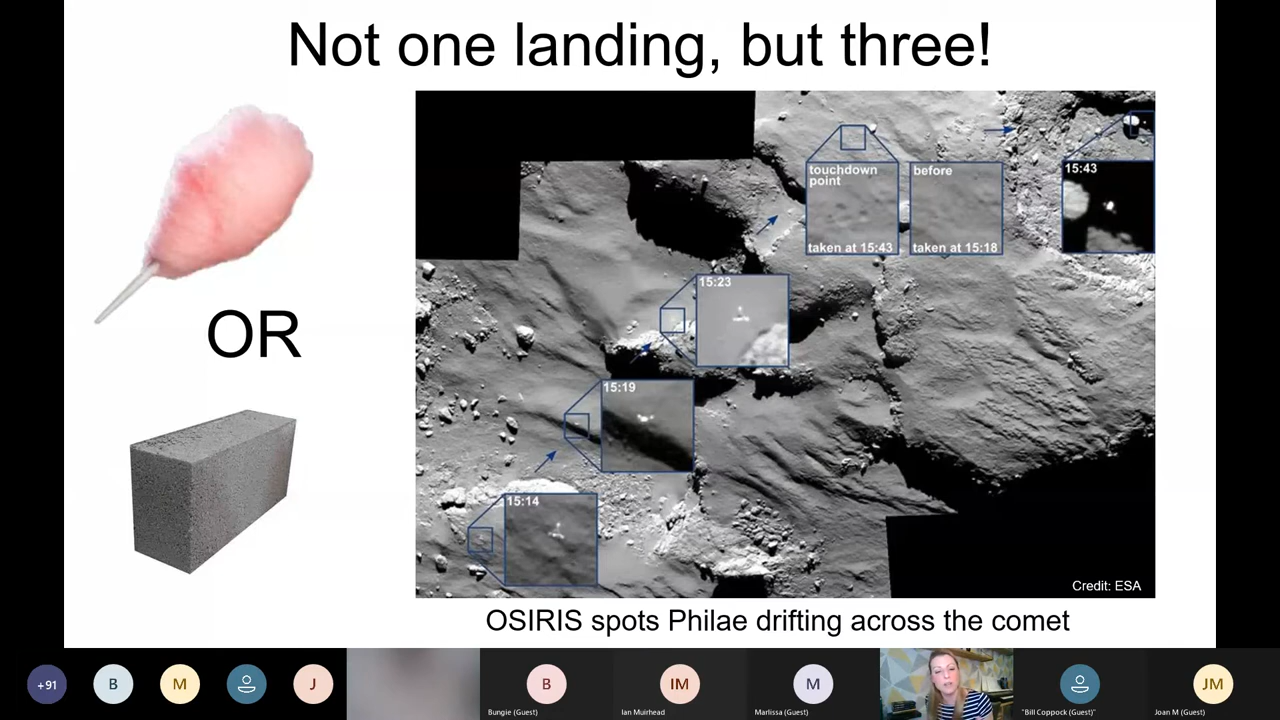 Not one landing, but three!
OR
touchdown
point
taken at 15:43
before
taken at 15:18
15:43
15:23
15:19
15:14
Credit: ESA
OSIRIS spots Philae drifting across the comet
+91
B
M
J
B
Bungie (Guest)
IM
Ian Muirhead
M
Marlissa (Guest)
"Bill Coppock (Guest)"
JM
Joan M (Guest)